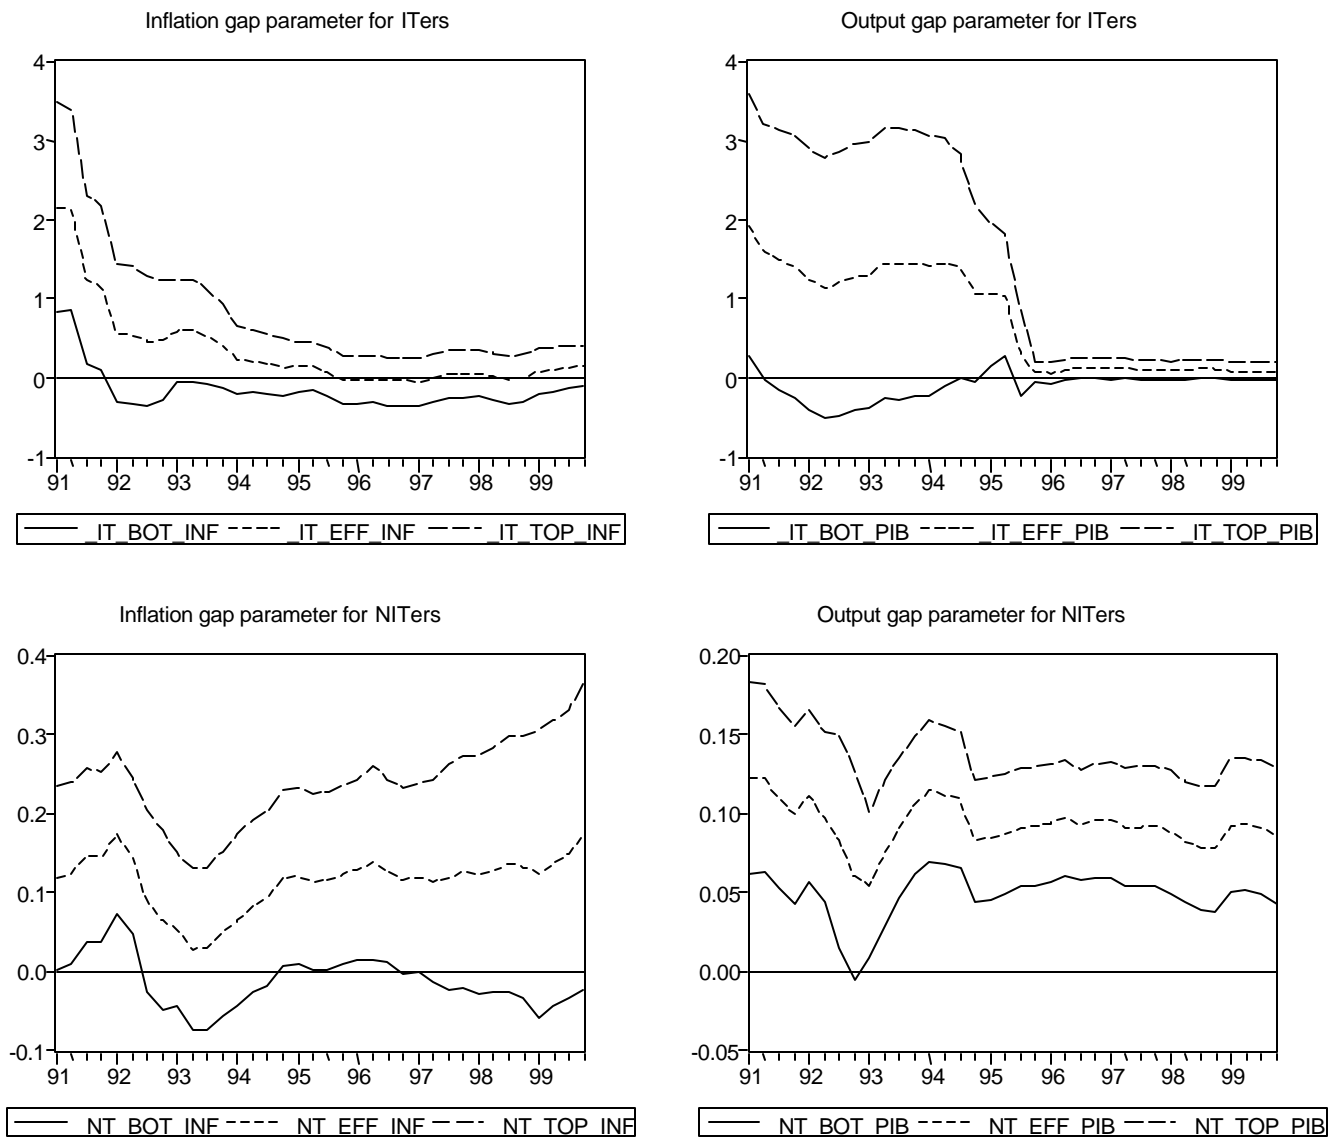 Inflation gap parameter for ITers
4
3
2
1
0
-1
91 92 93 94 95 96 97 98 99
_IT_BOT_INF _IT_EFF_INF _IT_TOP_INF
Output gap parameter for ITers
4
3
2
1
0
-1
91 92 93 94 95 96 97 98 99
_IT_BOT_PIB _IT_EFF_PIB _IT_TOP_PIB
Inflation gap parameter for NITers
0.4
0.3
0.2
0.1
0.0
-0.1
91 92 93 94 95 96 97 98 99
NT_BOT_INF NT_EFF_INF NT_TOP_INF
Output gap parameter for NITers
0.20
0.15
0.10
0.05
0.00
-0.05
91 92 93 94 95 96 97 98 99
NT_BOT_PIB NT_EFF_PIB NT_TOP_PIB